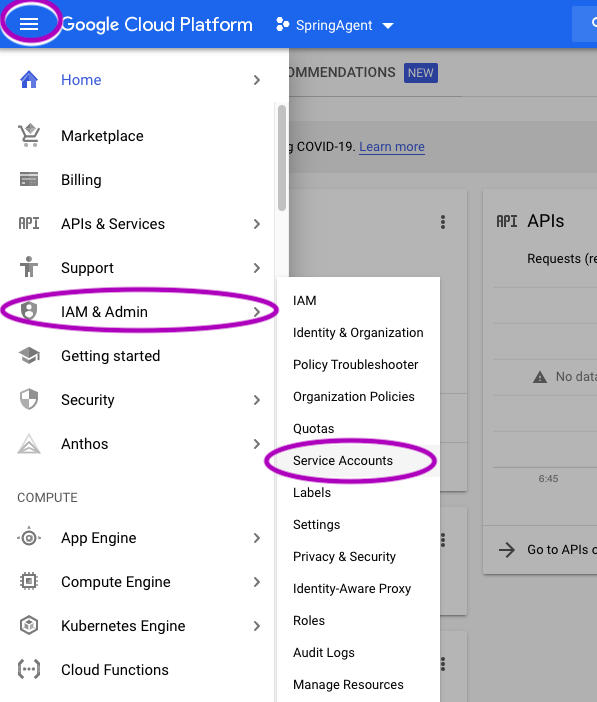 Google Cloud Platform
SpringAgent
Home
OMMENDATIONS NEW
Marketplace
g COVID-19. Learn more
Billing
API APIs & Services
API APIs
Support
Requests (re
IAM & Admin
IAM
Identity & Organization
Getting started
Policy Troubleshooter
No data
Security
Organization Policies
Quotas
Anthos
Service Accounts
6:45
Labels
COMPUTE
Settings
App Engine
Go to APIs o
Privacy & Security
Compute Engine
Identity-Aware Proxy
Kubernetes Engine
Roles
Audit Logs
Cloud Functions
Manage Resources